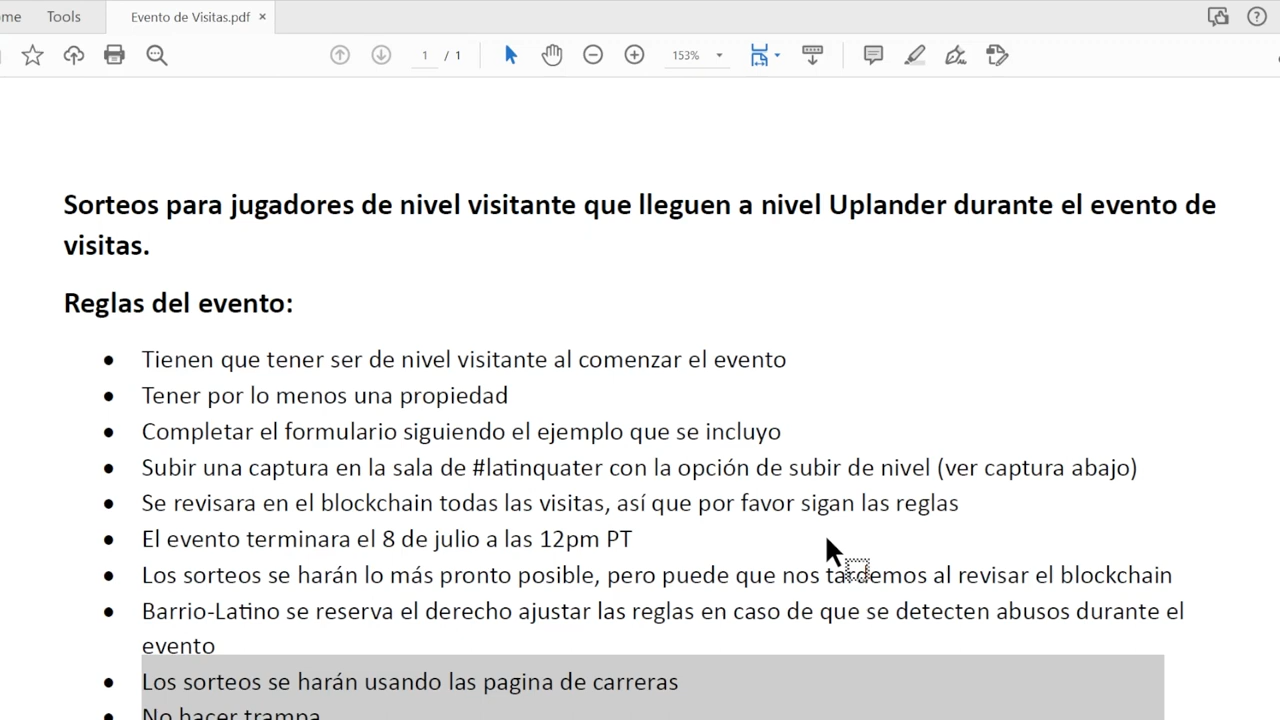 ome Tools Evento de Visitas.pdf ×
1 / 1 153%
Sorteos para jugadores de nivel visitante que lleguen a nivel Uplander durante el evento de
visitas.
Reglas del evento:
• Tienen que tener ser de nivel visitante al comenzar el evento
• Tener por lo menos una propiedad
• Completar el formulario siguiendo el ejemplo que se incluyo
• Subir una captura en la sala de #latinquater con la opción de subir de nivel (ver captura abajo)
• Se revisara en el blockchain todas las visitas, así que por favor sigan las reglas
• El evento terminara el 8 de julio a las 12pm PT
• Los sorteos se harán lo más pronto posible, pero puede que nos tardemos al revisar el blockchain
• Barrio-Latino se reserva el derecho ajustar las reglas en caso de que se detecten abusos durante el
evento
• Los sorteos se harán usando las pagina de carreras
• No hacer trampa